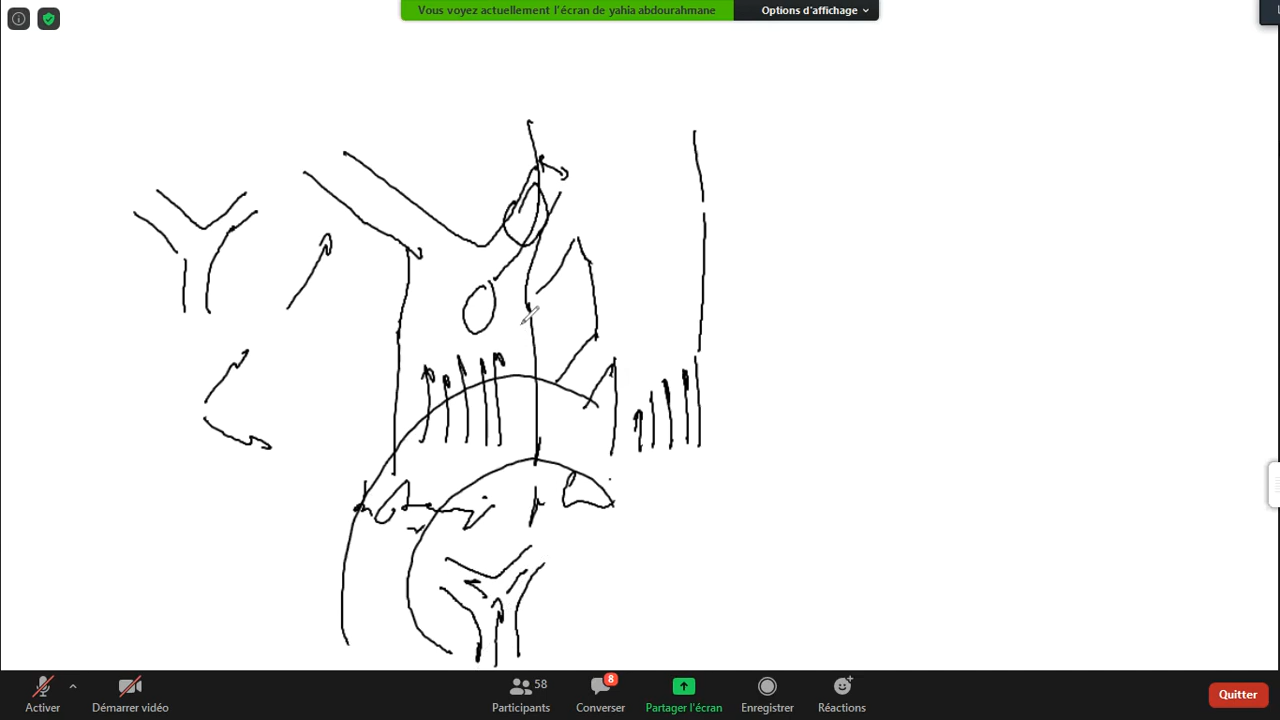 Vous voyez actuellement l'écran de yahia abdourahmane
Options d'affichage
Activer
Démarrer vidéo
58
Participants
8
Converser
Partager l'écran
Enregistrer
Réactions
Quitter